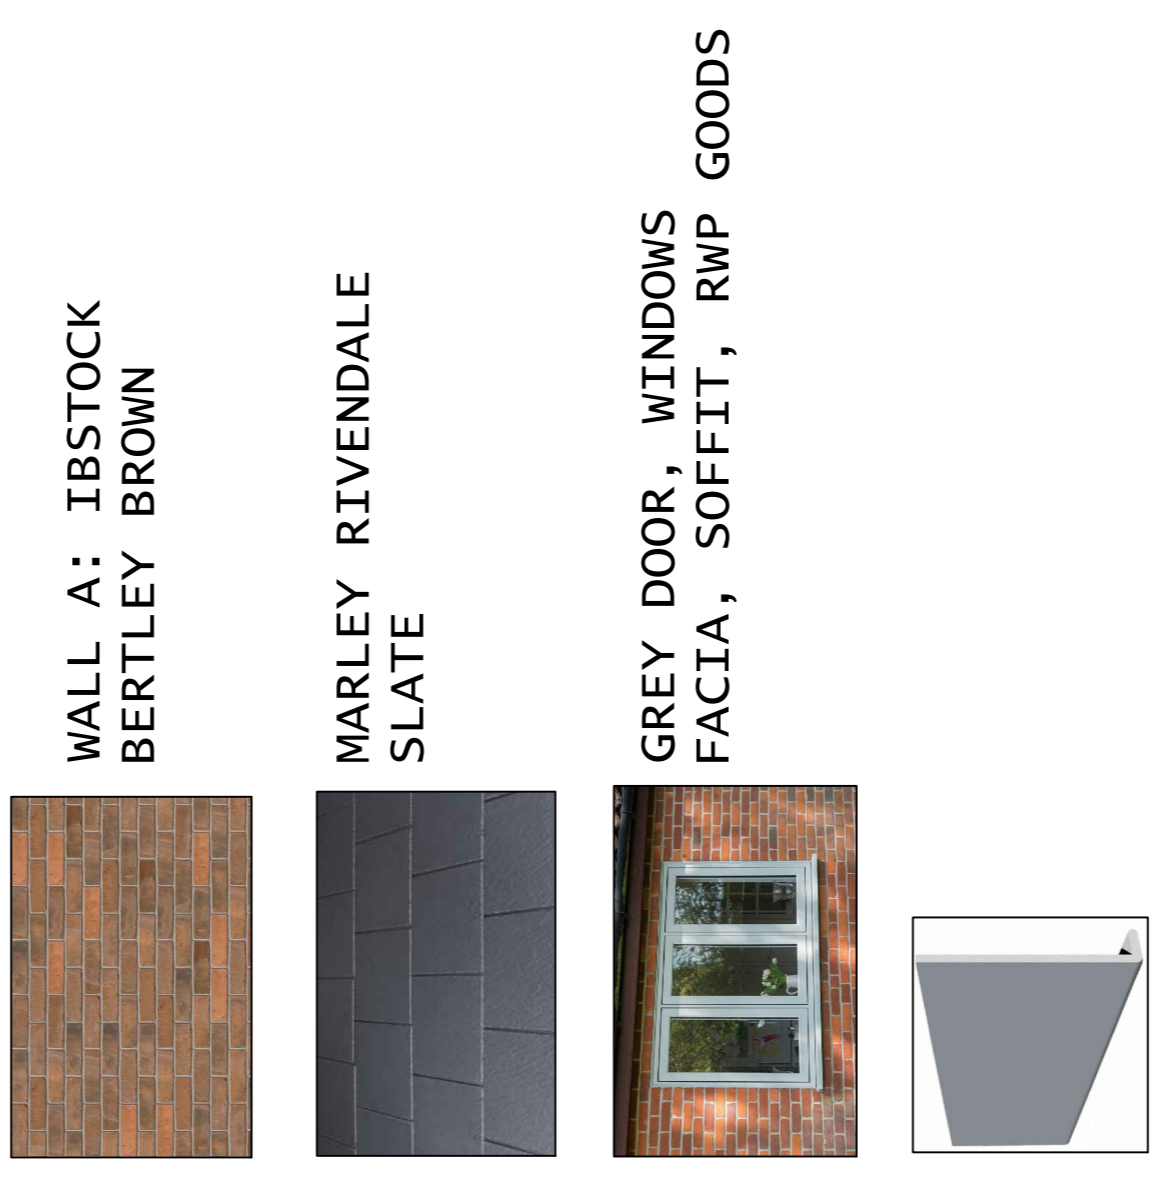 WALL A: IBSTOCK
BERTLEY BROWN
MARLEY RIVENDALE
SLATE
GREY DOOR, WINDOWS
FACIA, SOFFIT, RWP GOODS